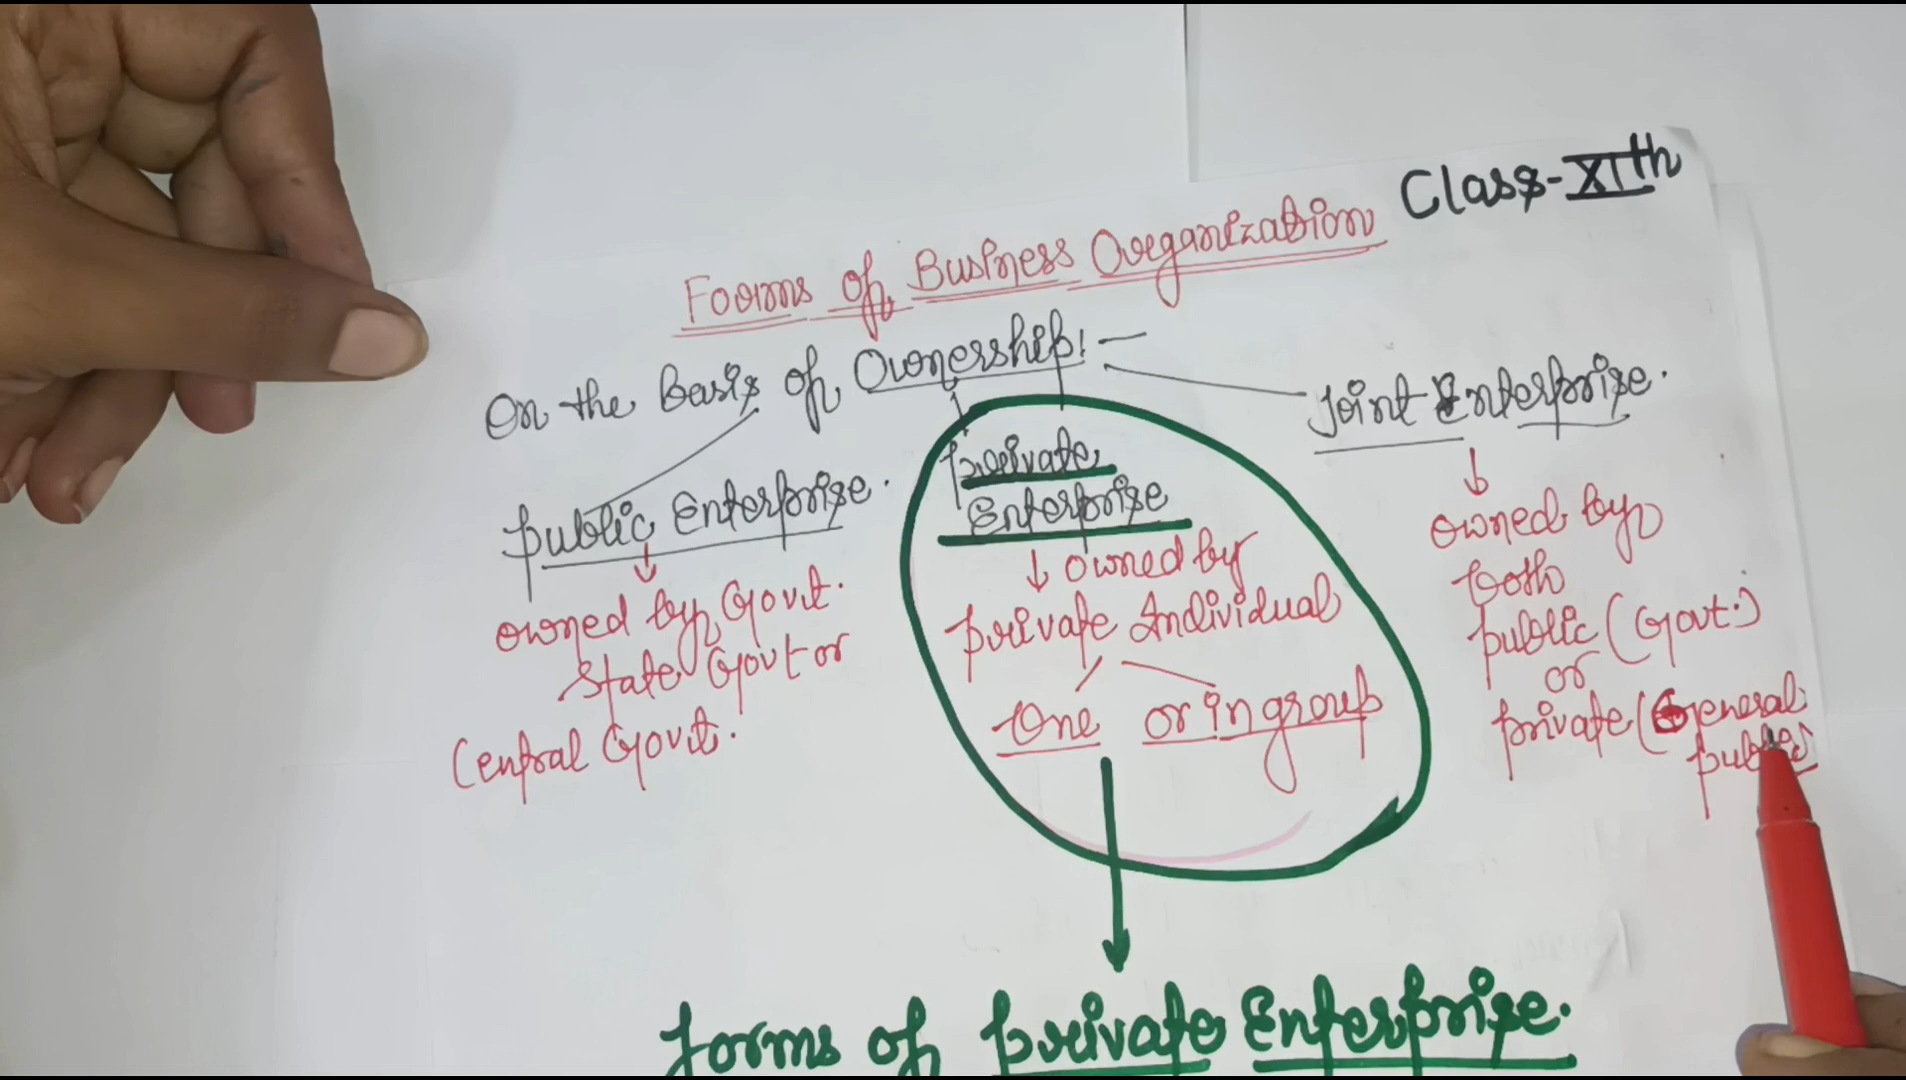 Class-XIth
Forms of Business Organization
On the basis of Ownership:-
Public Enterprise.
owned by Govt.
State Govt or
Central Govt.
Private
Enterprise
owned by
private Individual
One or in group
Joint Enterprise.
owned by
both
public (Govt.)
or
private (General
public)
forms of private Enterprise.